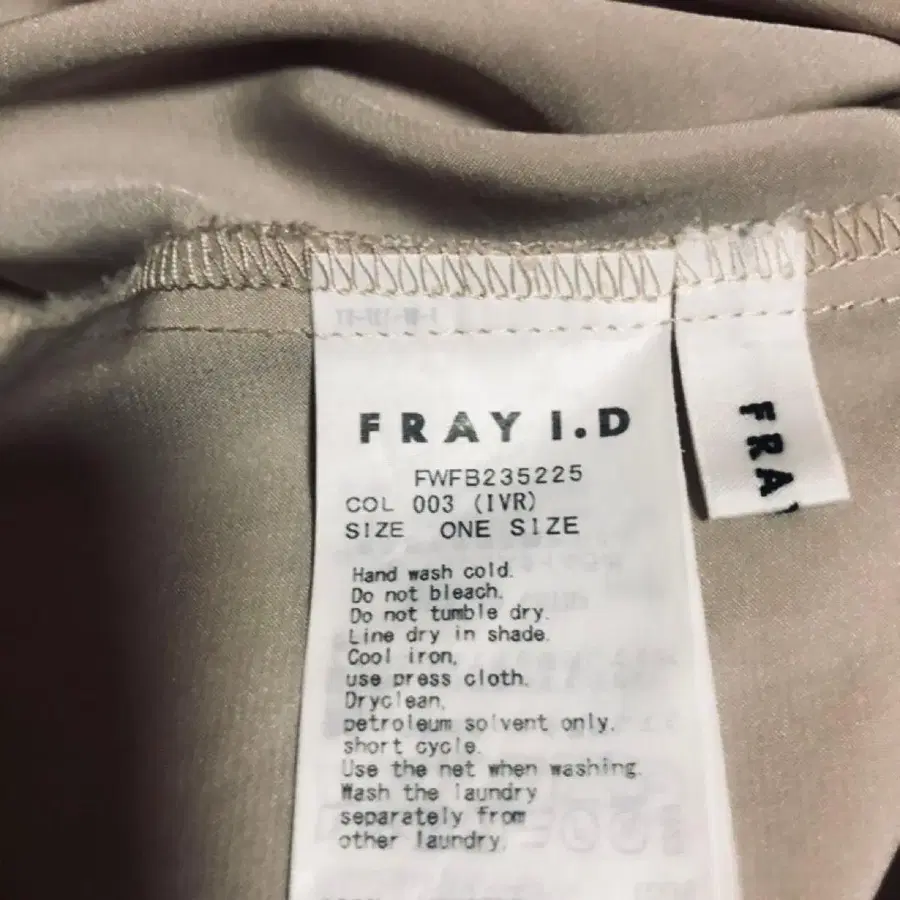 FRAY I.D
FWFB235225
COL 003 (IVR)
SIZE ONE SIZE
Hand wash cold.
Do not bleach.
Do not tumble dry.
Line dry in shade.
Cool iron,
use press cloth.
Dryclean,
petroleum solvent only.
short cycle.
Use the net when washing.
Wash the laundry
separately from
other laundry.
FRA